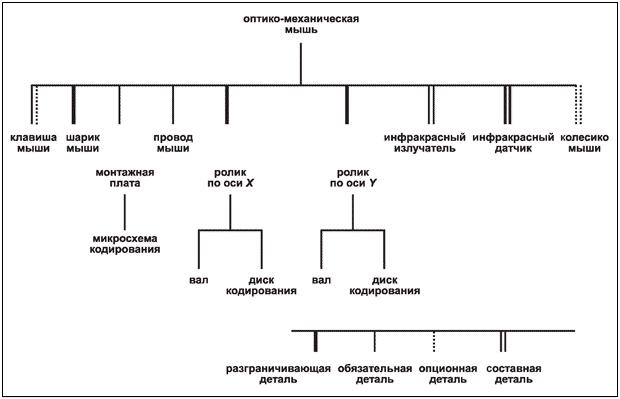 оптико-механическая
мышь
клавиша
мыши
шарик
мыши
провод
мыши
инфракрасный
излучатель
инфракрасный
датчик
колесико
мыши
монтажная
плата
ролик
по оси X
ролик
по оси Y
микросхема
кодирования
вал
диск
кодирования
вал
диск
кодирования
разграничивающая
деталь
обязательная
деталь
опционная
деталь
составная
деталь